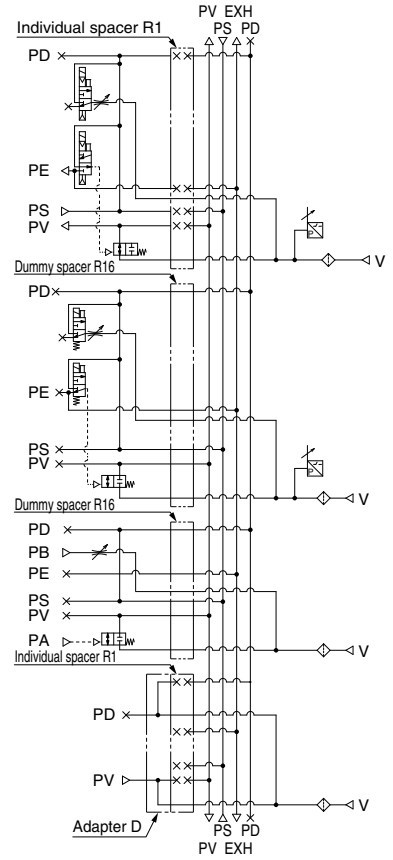 PV EXH
PS PD
Individual spacer R1
PD
PE
PS
PV
V
Dummy spacer R16
PD
PE
PS
PV
V
Dummy spacer R16
PD
PB
PE
PS
PV
PA
V
Individual spacer R1
PD
PV
V
Adapter D
PS PD
PV EXH